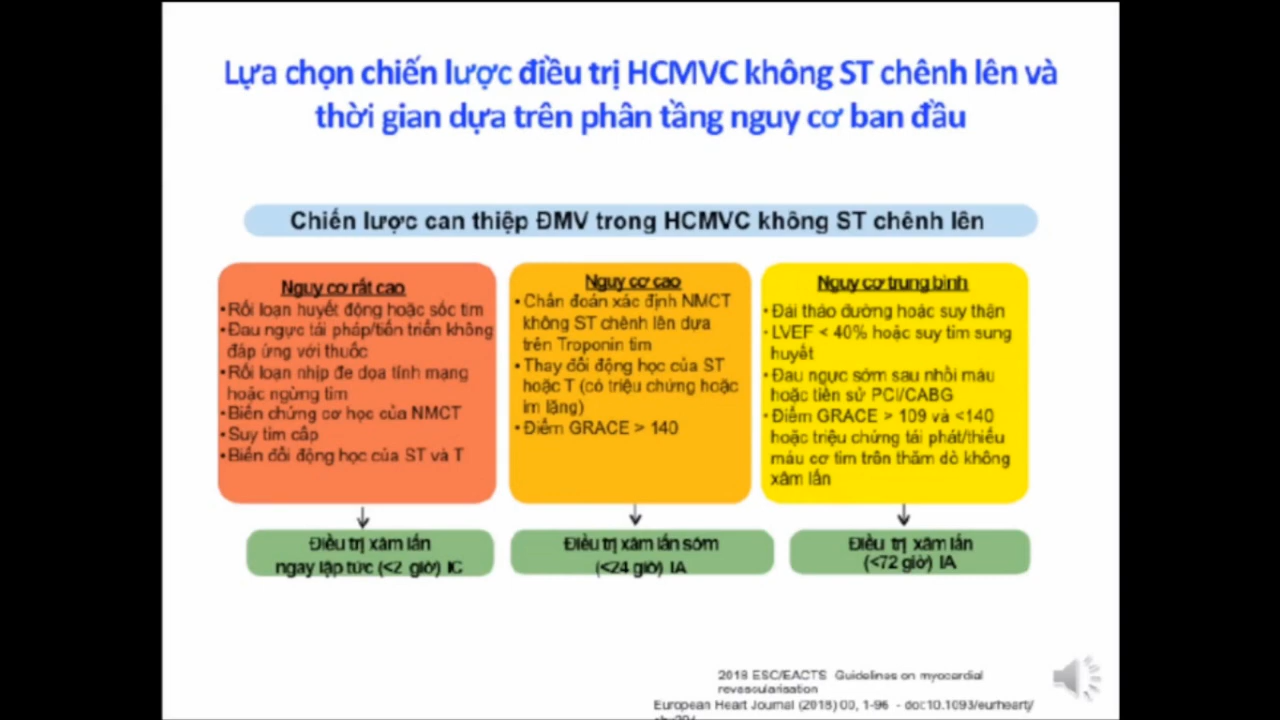 Lựa chọn chiến lược điều trị HCMVC không ST chênh lên và
thời gian dựa trên phân tầng nguy cơ ban đầu
Chiến lược can thiệp ĐMV trong HCMVC không ST chênh lên
Nguy cơ rất cao
• Rối loạn huyết động hoặc sốc tim
• Đau ngực tái pháp/tiến triển không
đáp ứng với thuốc
• Rối loạn nhịp đe dọa tính mạng
hoặc ngừng tim
• Biến chứng cơ học của NMCT
• Suy tim cấp
• Biến đổi động học của ST và T
Điều trị xâm lấn
ngay lập tức (<2 giờ) IC
Nguy cơ cao
• Chẩn đoán xác định NMCT
không ST chênh lên dựa
trên Troponin tim
• Thay đổi động học của ST
hoặc T (có triệu chứng hoặc
im lặng)
• Điểm GRACE > 140
Điều trị xâm lấn sớm
(<24 giờ) IA
Nguy cơ trung bình
• Đái tháo đường hoặc suy thận
• LVEF < 40% hoặc suy tim sung
huyết
• Đau ngực sớm sau nhồi máu
hoặc tiền sử PCI/CABG
• Điểm GRACE > 109 và <140
hoặc triệu chứng tái phát/thiếu
máu cơ tim trên thăm dò không
xâm lấn
Điều trị xâm lấn
(<72 giờ) IA
2018 ESC/EACTS Guidelines on myocardial
revascularisation
European Heart Journal (2018) 00, 1-96 - doi:10.1093/eurheartj/